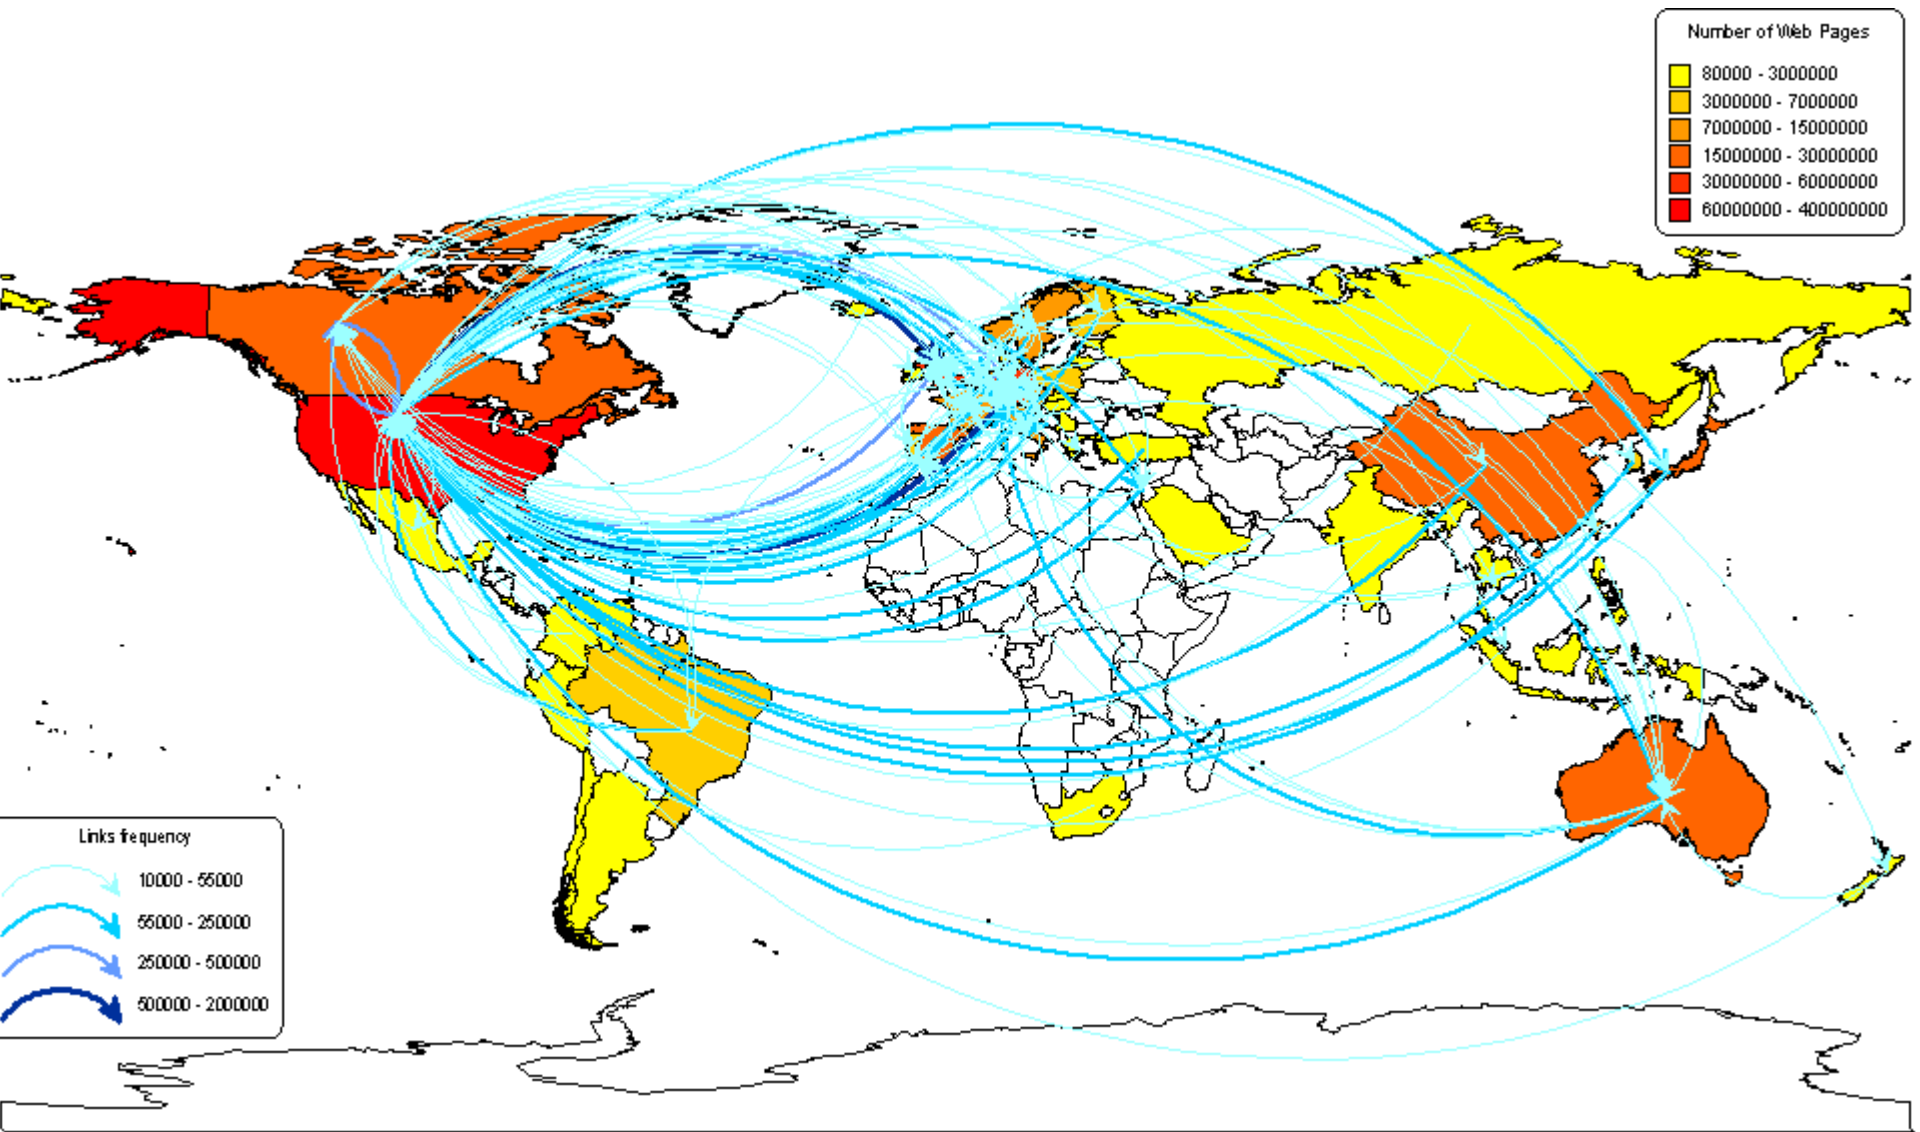 Number of Web Pages
80000 - 3000000
3000000 - 7000000
7000000 - 15000000
15000000 - 30000000
30000000 - 60000000
60000000 - 400000000
Links frequency
10000 - 55000
55000 - 250000
250000 - 500000
500000 - 2000000